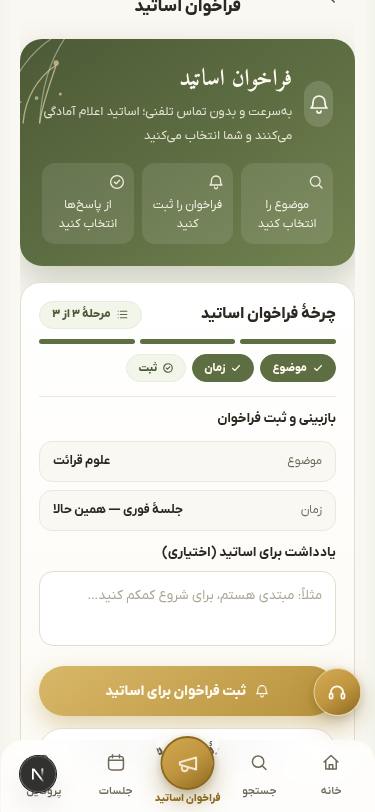 فراخوان اساتید
فراخوان اساتید
به‌سرعت و بدون تماس تلفنی؛ اساتید اعلام آمادگی
می‌کنند و شما انتخاب می‌کنید
موضوع را
انتخاب کنید
فراخوان را ثبت
کنید
از پاسخ‌ها
انتخاب کنید
چرخهٔ فراخوان اساتید
مرحلهٔ ۳ از ۳
موضوع
زمان
ثبت
بازبینی و ثبت فراخوان
موضوع
علوم قرائت
زمان
جلسهٔ فوری — همین حالا
یادداشت برای اساتید (اختیاری)
مثلاً: مبتدی هستم، برای شروع کمکم کنید...
ثبت فراخوان برای اساتید
خانه
جستجو
فراخوان اساتید
جلسات
N